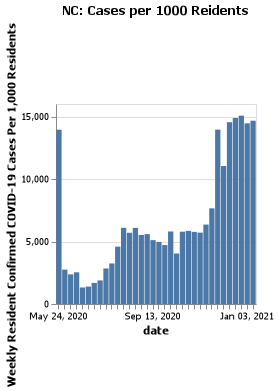 NC: Cases per 1000 Reidents
Weekly Resident Confirmed COVID-19 Cases Per 1,000 Residents
15,000
10,000
5,000
0
May 24, 2020
Sep 13, 2020
Jan 03, 2021
date